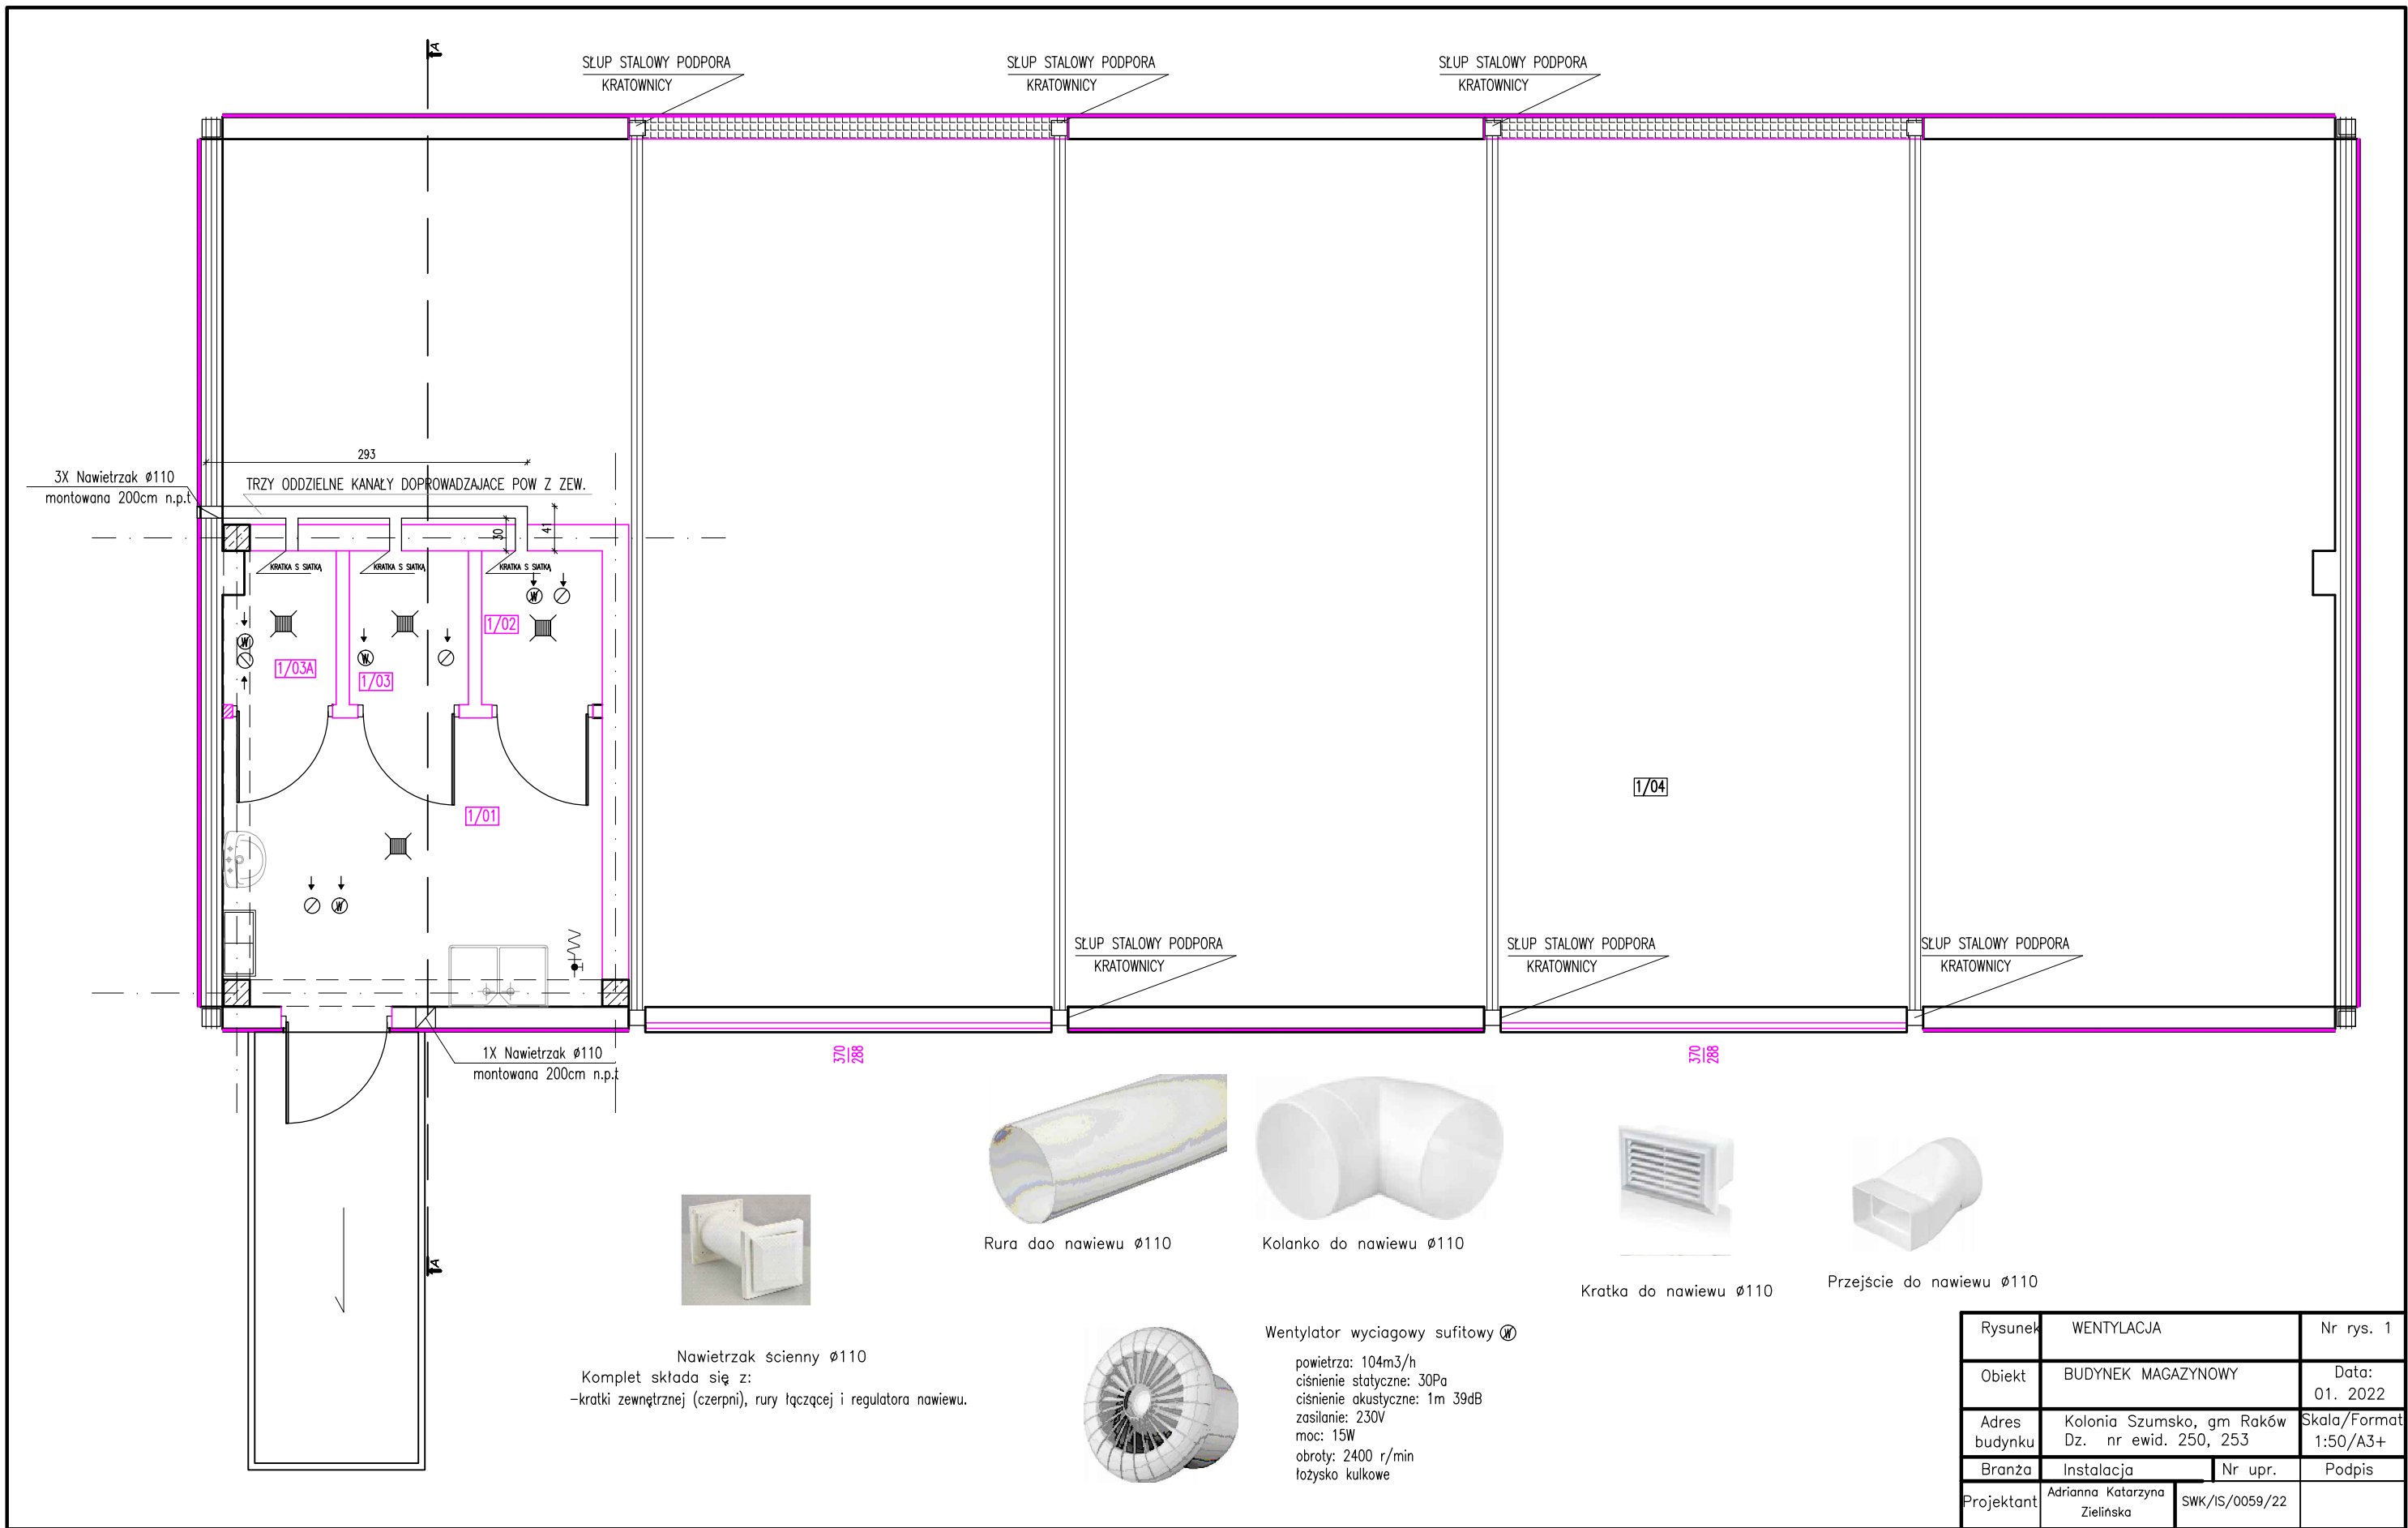 A
SŁUP STALOWY PODPORA
KRATOWNICY
SŁUP STALOWY PODPORA
KRATOWNICY
SŁUP STALOWY PODPORA
KRATOWNICY
293
3X Nawietrzak ø110
montowana 200cm n.p.t
TRZY ODDZIELNE KANAŁY DOPROWADZAJACE POW Z ZEW.
30
41
KRATKA S SIATKĄ
KRATKA S SIATKĄ
KRATKA S SIATKĄ
W
W
W
1/02
1/03A
1/03
1/04
1/01
W
SŁUP STALOWY PODPORA
KRATOWNICY
SŁUP STALOWY PODPORA
KRATOWNICY
SŁUP STALOWY PODPORA
KRATOWNICY
1X Nawietrzak ø110
montowana 200cm n.p.t
370
288
370
288
A
Rura dao nawiewu ø110
Kolanko do nawiewu ø110
Kratka do nawiewu ø110
Przejście do nawiewu ø110
Nawietrzak ścienny ø110
Komplet składa się z:
–kratki zewnętrznej (czerpni), rury łączącej i regulatora nawiewu.
Wentylator wyciagowy sufitowy W
powietrza: 104m3/h
ciśnienie statyczne: 30Pa
ciśnienie akustyczne: 1m 39dB
zasilanie: 230V
moc: 15W
obroty: 2400 r/min
łożysko kulkowe
Rysunek WENTYLACJA Nr rys. 1
Obiekt BUDYNEK MAGAZYNOWY Data:
01. 2022
Adres budynku Kolonia Szumsko, gm Raków Skala/Format
Dz. nr ewid. 250, 253 1:50/A3+
Branża Instalacja Nr upr. Podpis
Projektant Adrianna Katarzyna SWK/IS/0059/22
Zielińska